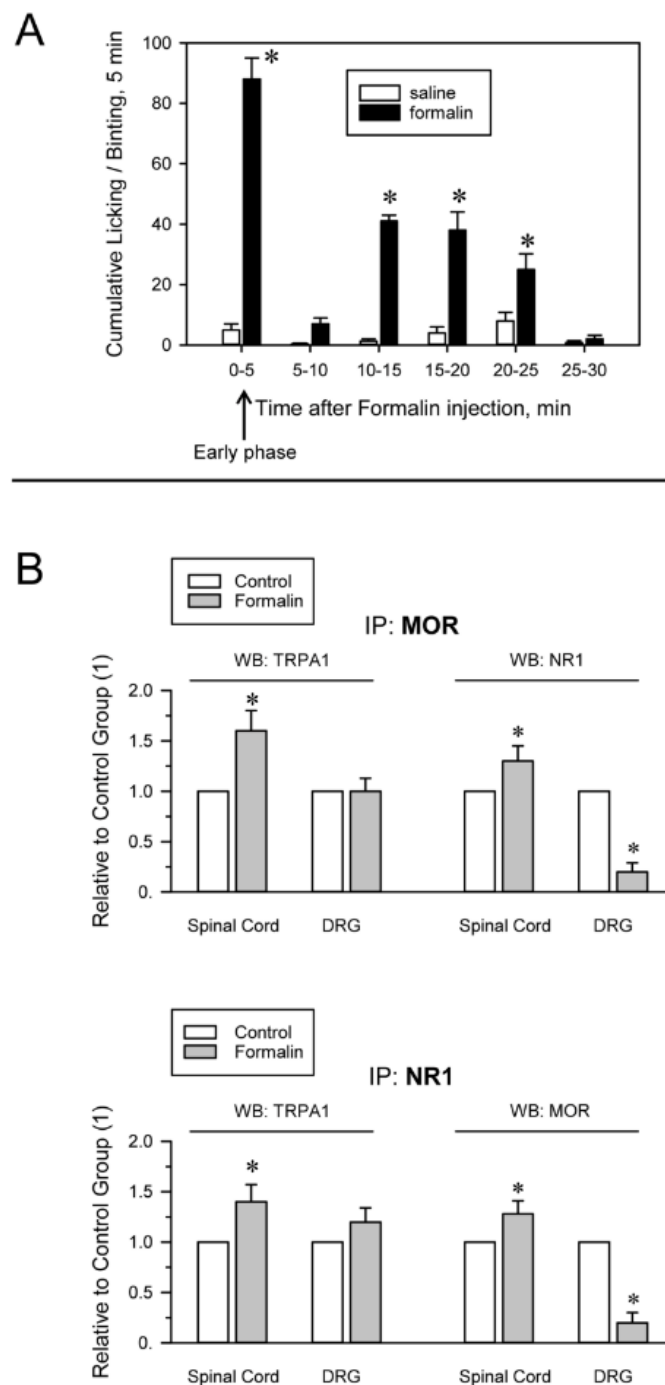 A
Cumulative Licking / Binting, 5 min
100
80
60
40
20
0
saline
formalin
*
*
*
*
0-5
5-10
10-15
15-20
20-25
25-30
Time after Formalin injection, min
Early phase
B
Control
Formalin
IP: MOR
WB: TRPA1
WB: NR1
Relative to Control Group (1)
2.0
1.5
1.0
0.5
0.
*
*
*
Spinal Cord
DRG
Spinal Cord
DRG
Control
Formalin
IP: NR1
WB: TRPA1
WB: MOR
Relative to Control Group (1)
2.0
1.5
1.0
0.5
0.
*
*
*
Spinal Cord
DRG
Spinal Cord
DRG